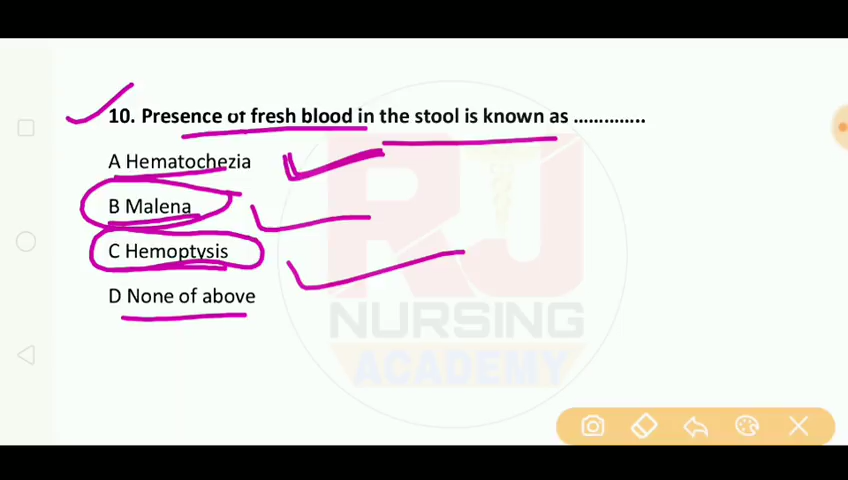 10. Presence of fresh blood in the stool is known as ..............
A Hematochezia
B Malena
C Hemoptysis
D None of above
RJ
NURSING
ACADEMY